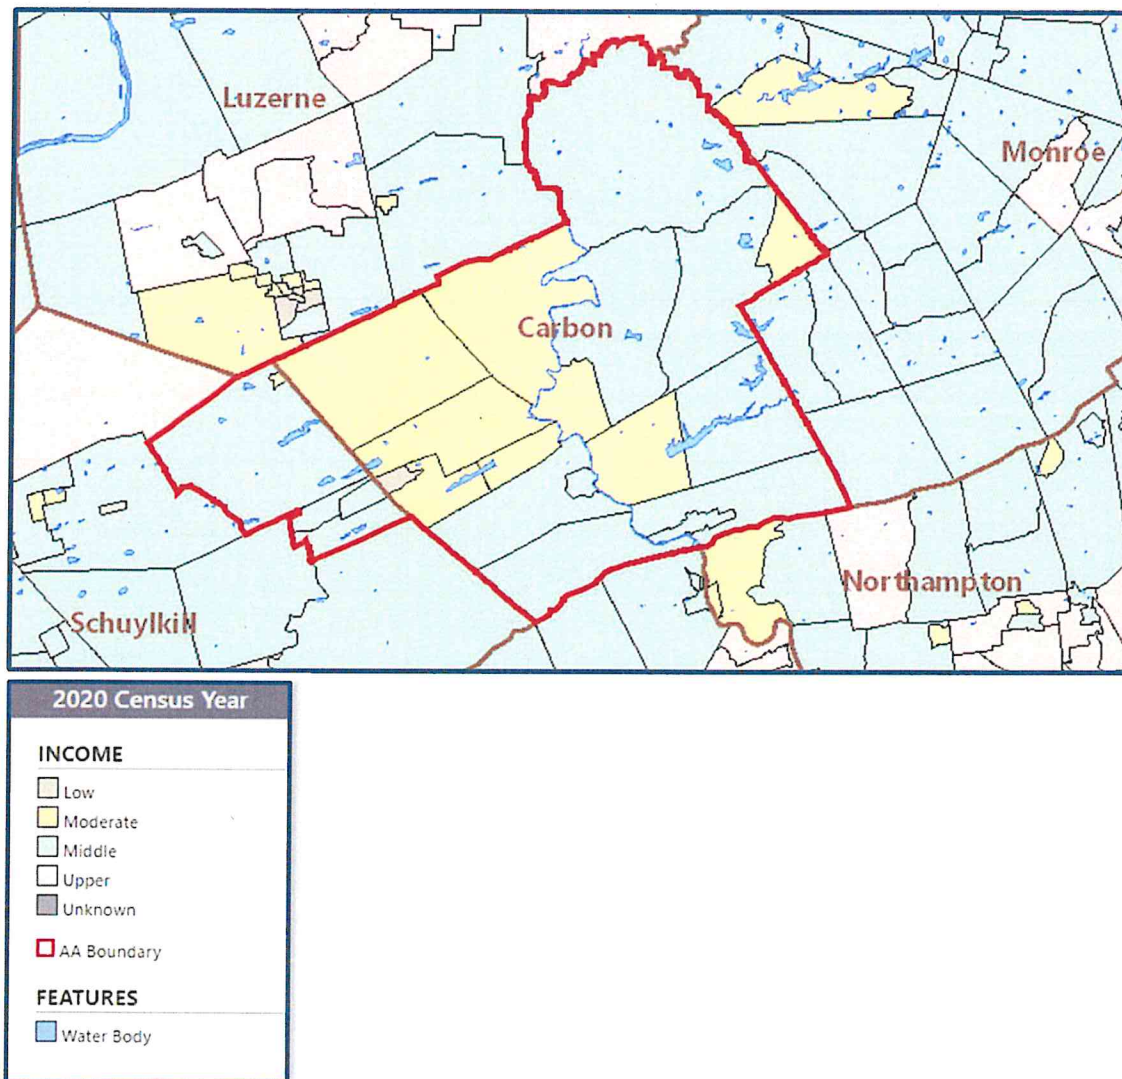 Luzerne
Monroe
Carbon
Northampton
Schuylkill
2020 Census Year
INCOME
Low
Moderate
Middle
Upper
Unknown
AA Boundary
FEATURES
Water Body